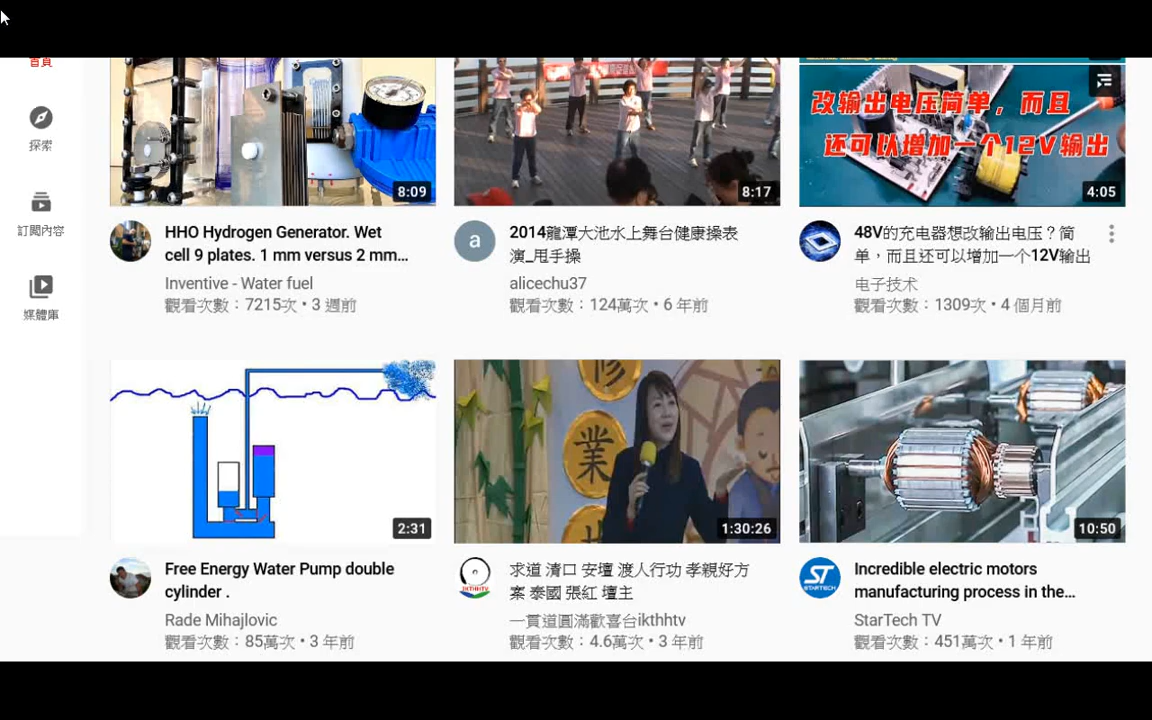 首頁
探索
訂閱內容
媒體庫
8:09
8:17
改输出电压简单，而且
还可以增加一个12V输出
4:05
HHO Hydrogen Generator. Wet
cell 9 plates. 1 mm versus 2 mm...
Inventive - Water fuel
觀看次數：7215次 • 3 週前
a
2014龍潭大池水上舞台健康操表
演_甩手操
alicechu37
觀看次數：124萬次 • 6 年前
48V的充电器想改输出电压？简
单，而且还可以增加一个12V输出
电子技术
觀看次數：1309次 • 4 個月前
2:31
修
業
1:30:26
10:50
Free Energy Water Pump double
cylinder .
Rade Mihajlovic
觀看次數：85萬次 • 3 年前
求道 清口 安壇 渡人行功 孝親好方
案 泰國 張紅 壇主
一貫道圓滿歡喜台ikthhtv
觀看次數：4.6萬次 • 3 年前
ST
STARTECH
Incredible electric motors
manufacturing process in the...
StarTech TV
觀看次數：451萬次 • 1 年前